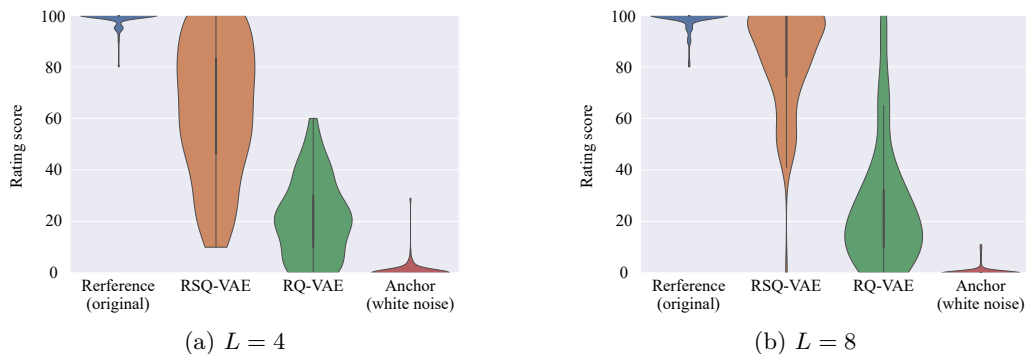 100
80
60
40
20
0
Rating score
Rerference
(original)
RSQ-VAE
RQ-VAE
Anchor
(white noise)
(a) L = 4
100
80
60
40
20
0
Rating score
Rerference
(original)
RSQ-VAE
RQ-VAE
Anchor
(white noise)
(b) L = 8